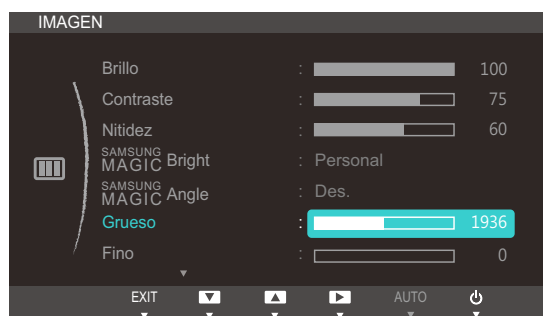 IMAGEN
Brillo : 100
Contraste : 75
Nitidez : 60
SAMSUNG MAGIC Bright : Personal
SAMSUNG MAGIC Angle : Des.
Grueso : 1936
Fino : 0
EXIT AUTO